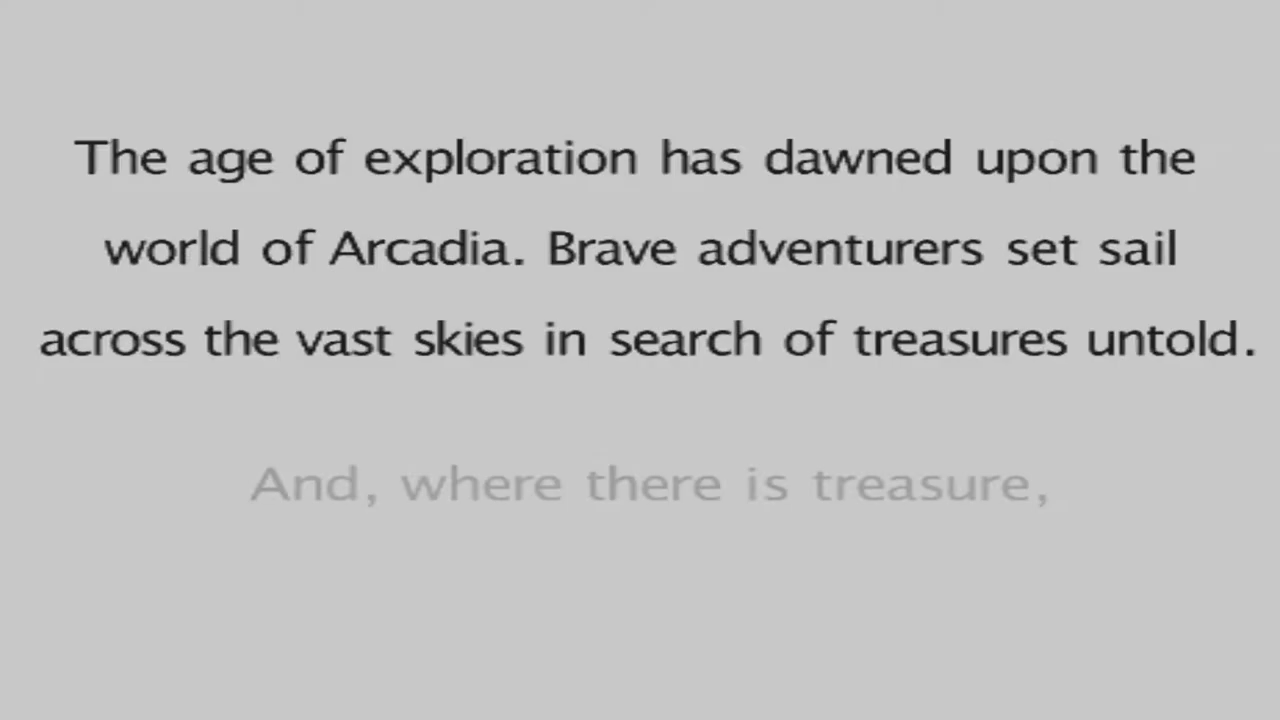 The age of exploration has dawned upon the
world of Arcadia. Brave adventurers set sail
across the vast skies in search of treasures untold.
And, where there is treasure,